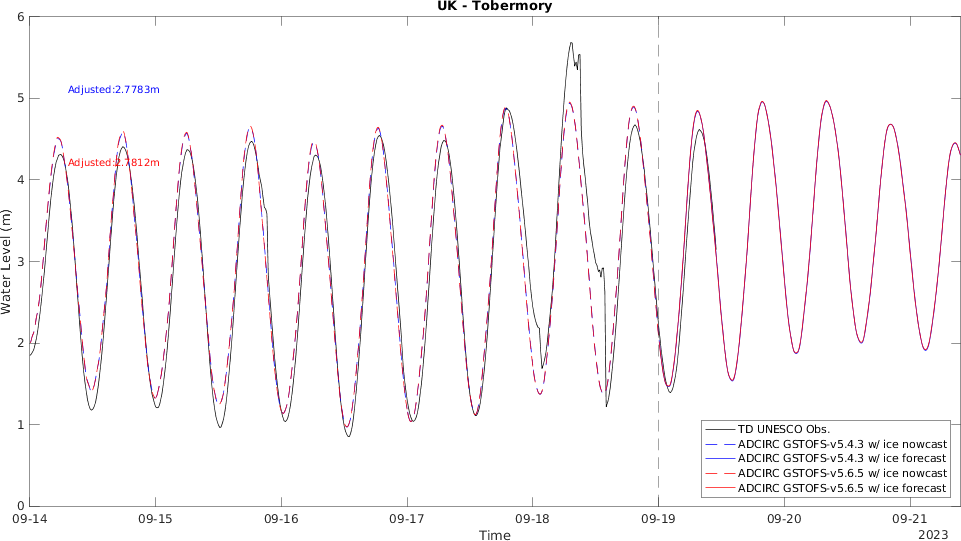 UK - Tobermory
6
5
4
3
2
1
0
Water Level (m)
Adjusted:2.7783m
Adjusted:2.7812m
TD UNESCO Obs.
ADCIRC GSTOFS-v5.4.3 w/ ice nowcast
ADCIRC GSTOFS-v5.4.3 w/ ice forecast
ADCIRC GSTOFS-v5.6.5 w/ ice nowcast
ADCIRC GSTOFS-v5.6.5 w/ ice forecast
09-14 09-15 09-16 09-17 09-18 09-19 09-20 09-21
Time
2023